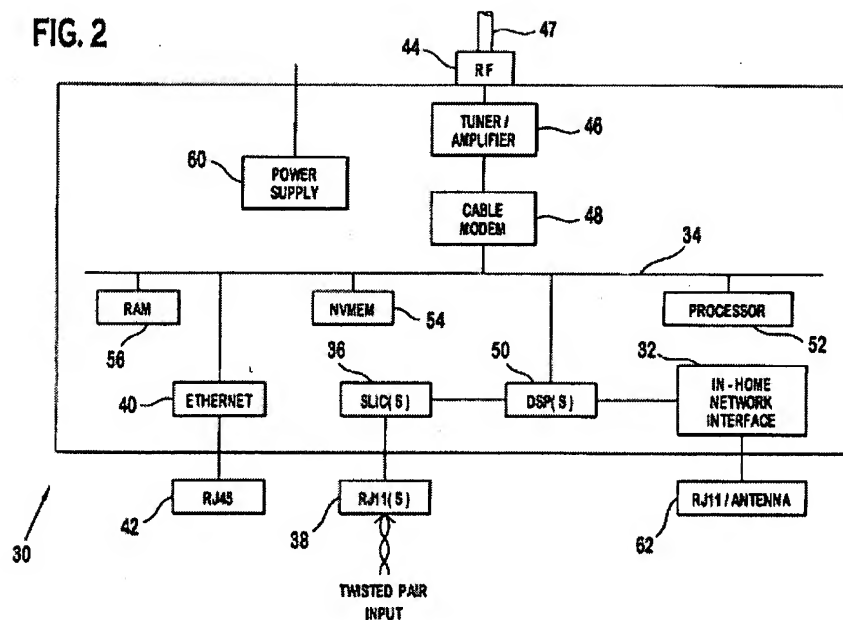 FIG. 2
47
44
RF
TUNER /
AMPLIFIER
46
60
POWER
SUPPLY
CABLE
MODEM
48
34
RAM
56
NVMEM
54
PROCESSOR
52
36
50
32
40
ETHERNET
SLIC(S)
DSP(S)
IN-HOME
NETWORK
INTERFACE
RJ45
42
RJ11(S)
38
RJ11/ANTENNA
62
30
TWISTED PAIR
INPUT